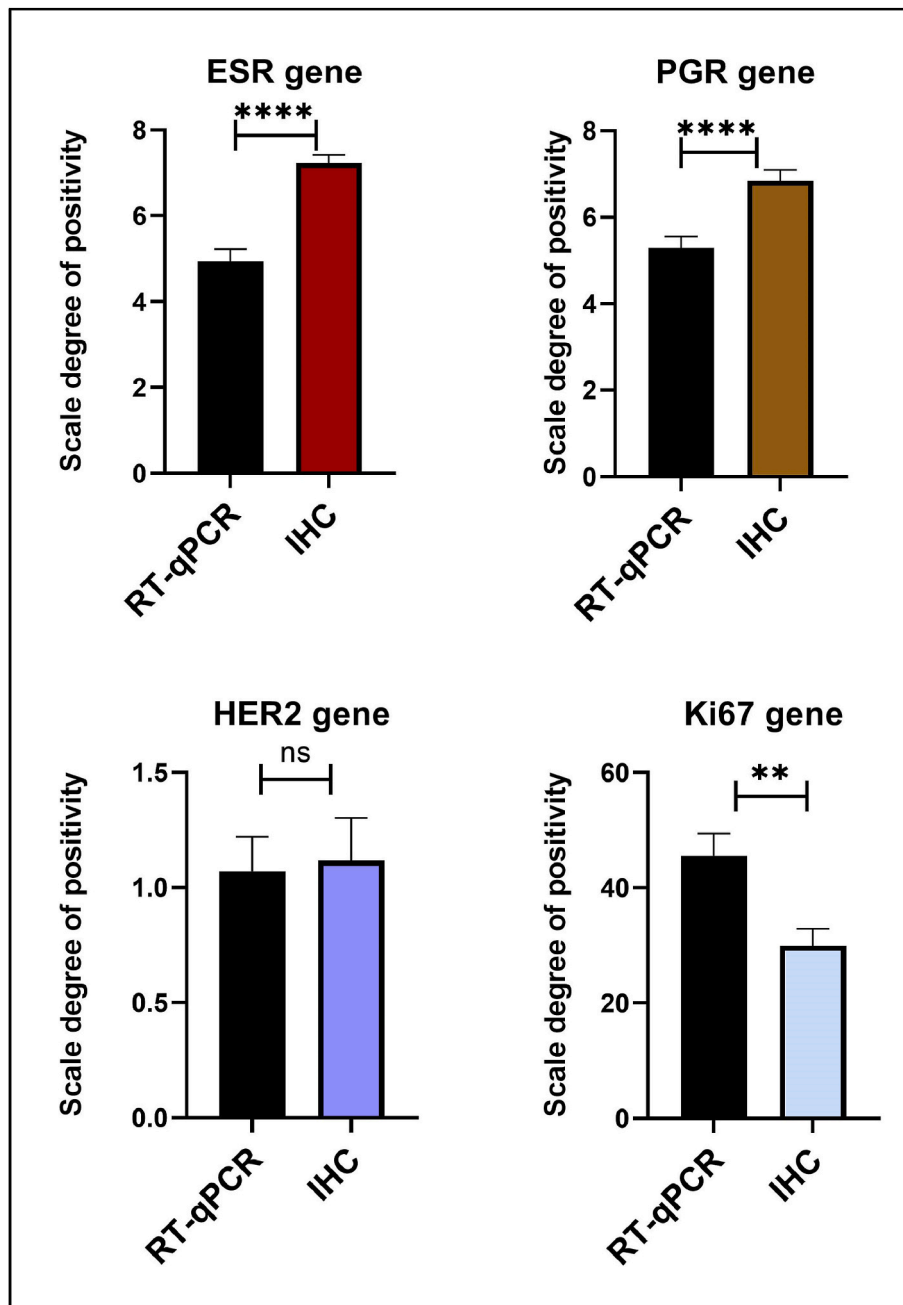 ESR gene
****
Scale degree of positivity
8
6
4
2
0
RT-qPCR
IHC
PGR gene
****
Scale degree of positivity
8
6
4
2
0
RT-qPCR
IHC
HER2 gene
ns
Scale degree of positivity
1.5
1.0
0.5
0.0
RT-qPCR
IHC
Ki67 gene
**
Scale degree of positivity
60
40
20
0
RT-qPCR
IHC